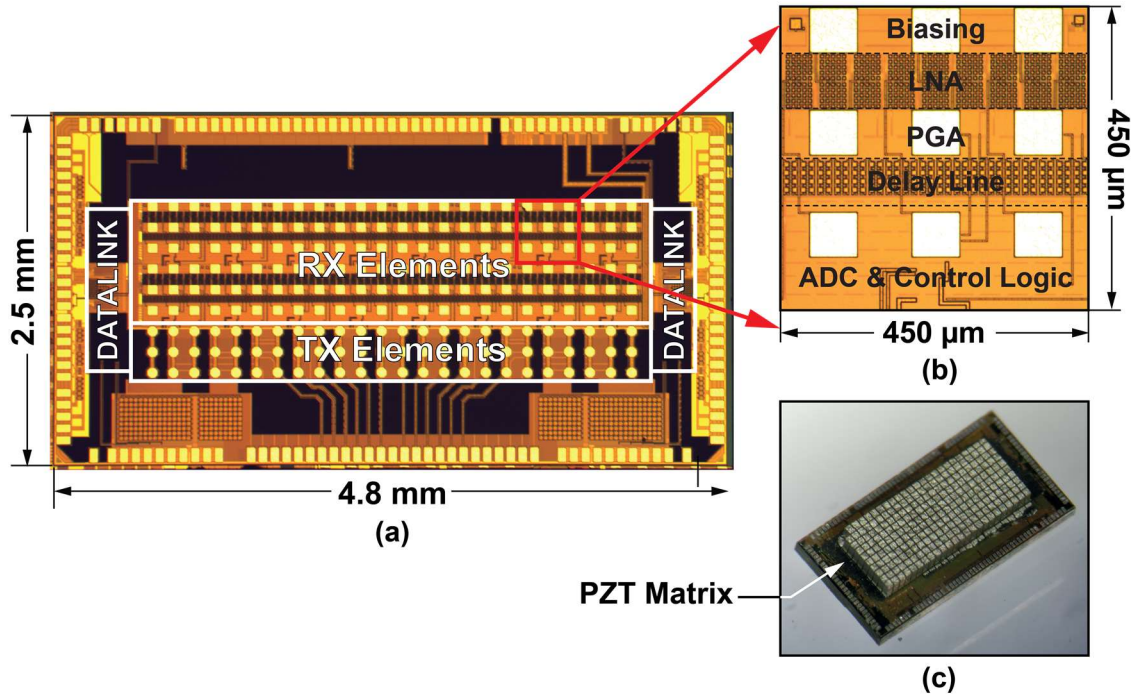 Biasing
LNA
PGA
Delay Line
ADC & Control Logic
450 µm
450 µm
(b)
DATALINK
RX Elements
TX Elements
DATALINK
2.5 mm
4.8 mm
(a)
PZT Matrix
(c)